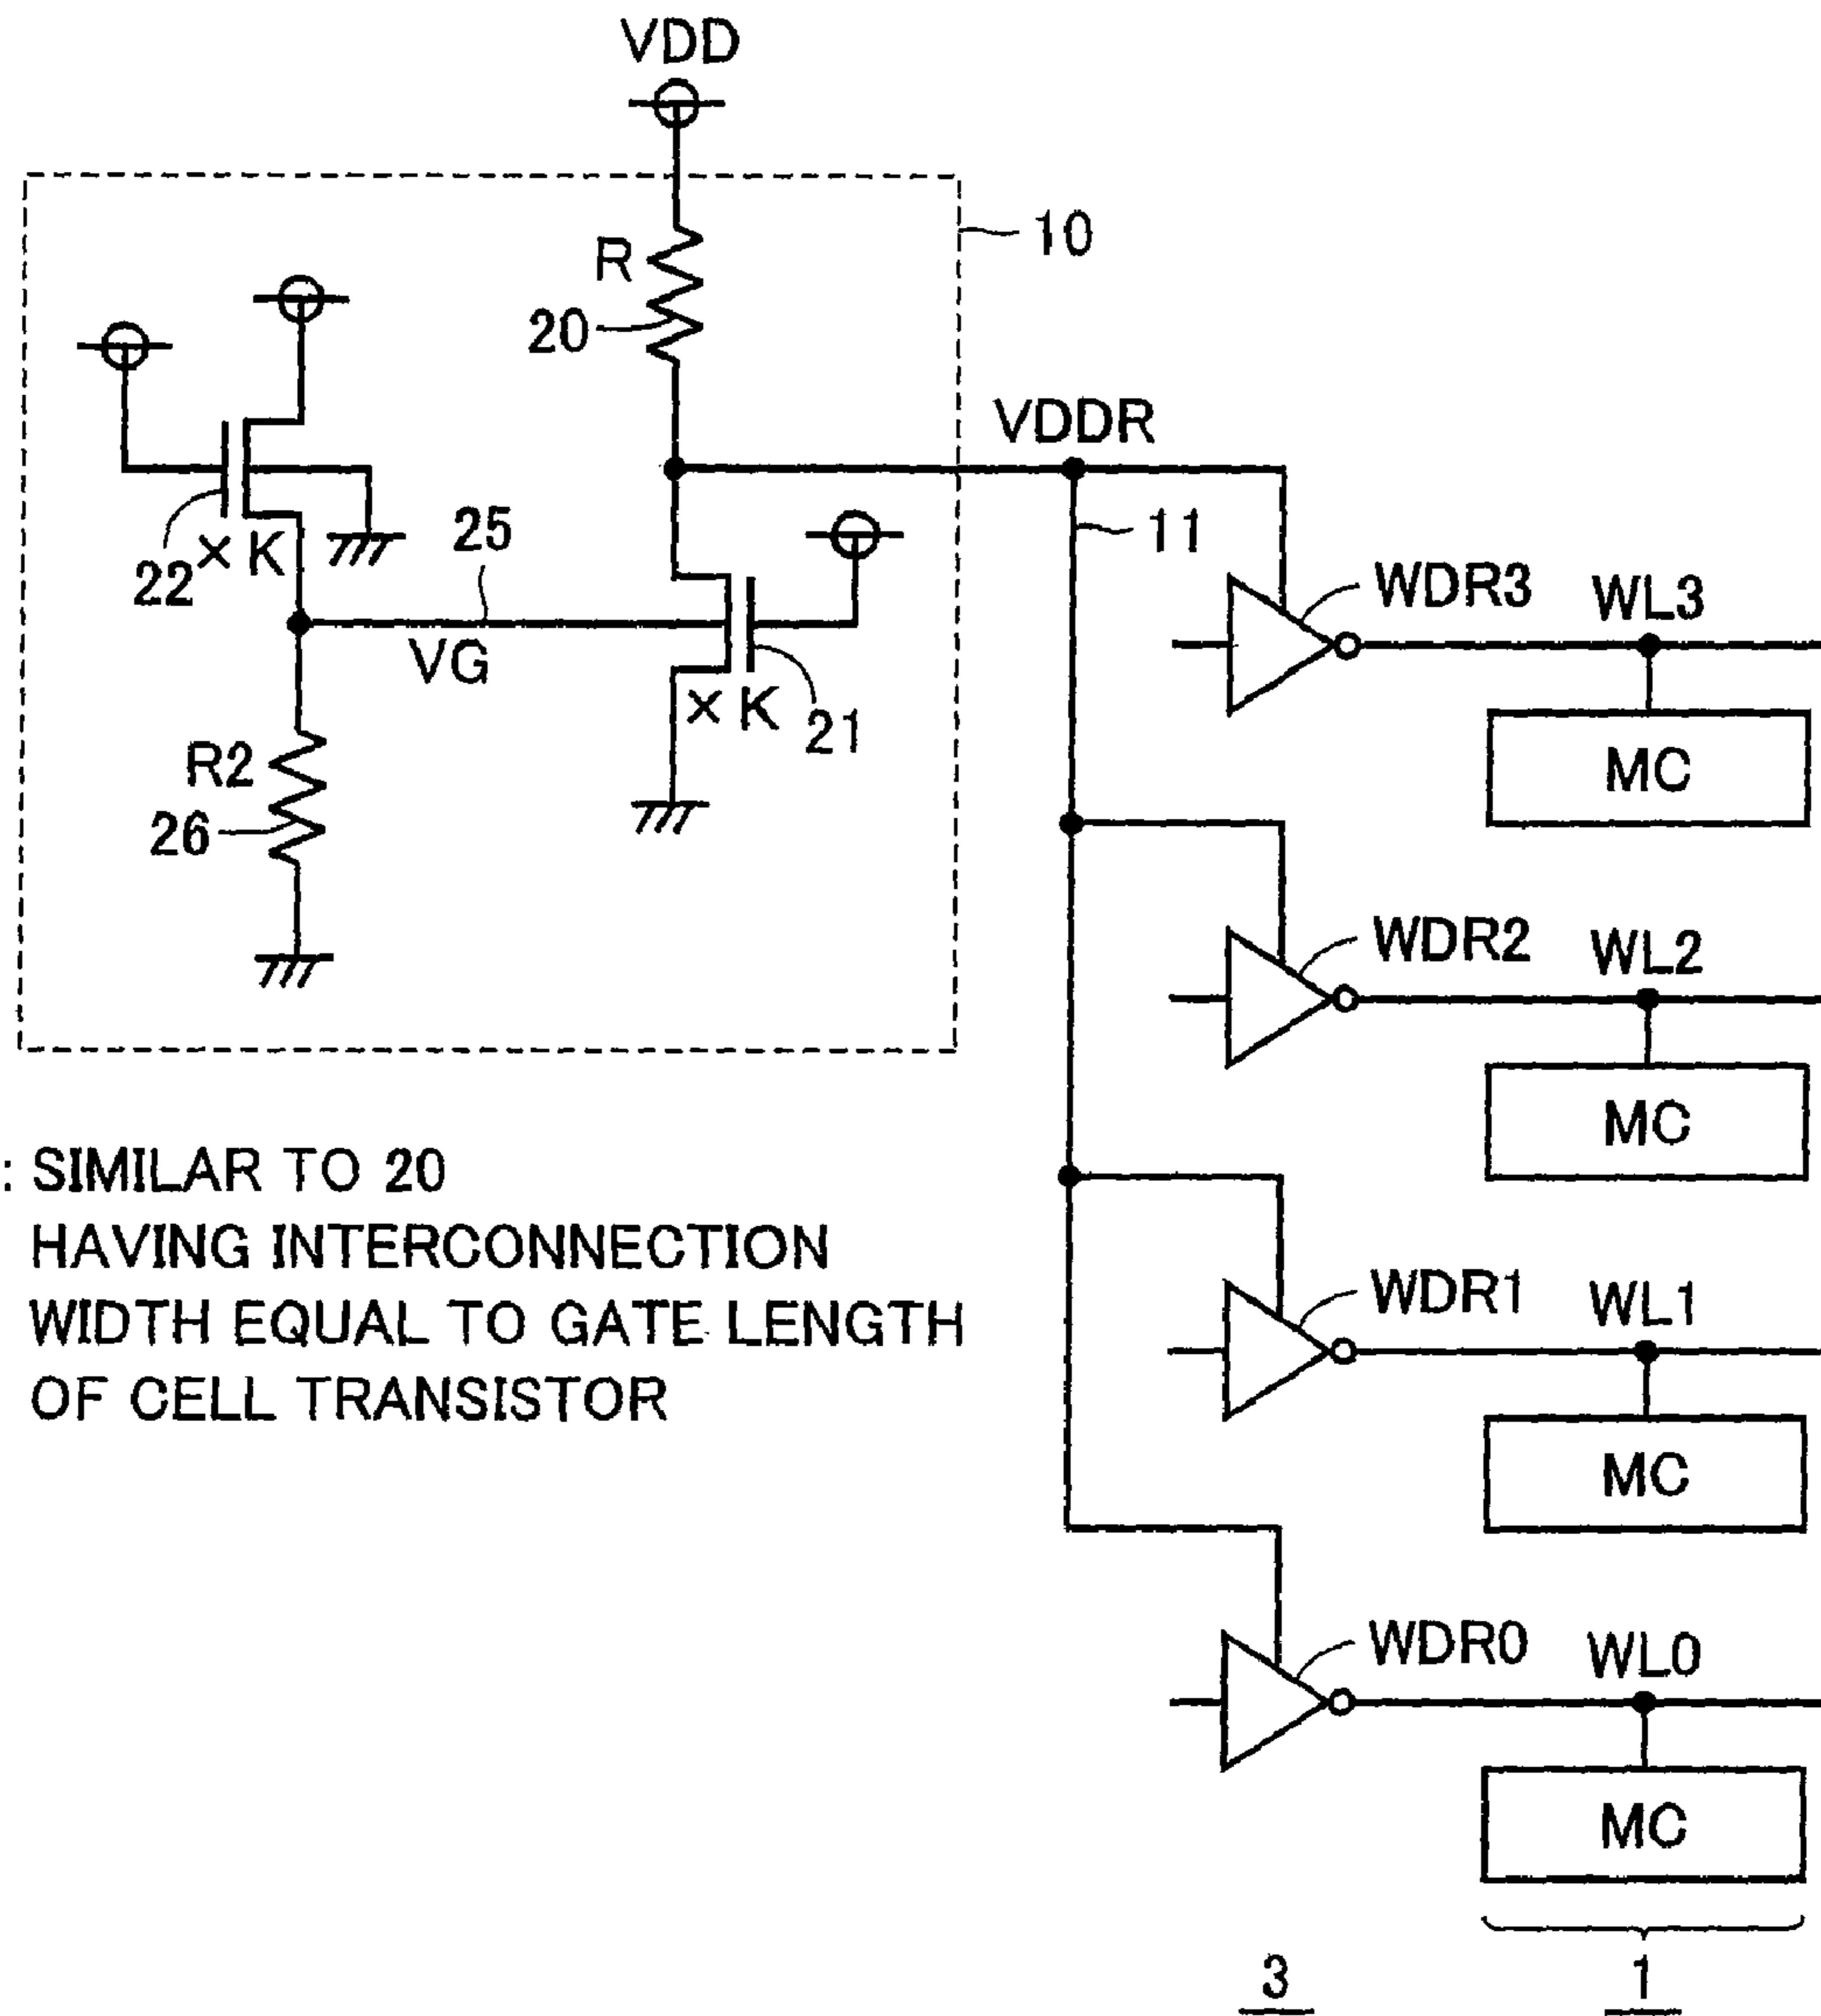 VDD
10
R
20
VDDR
11
22
× K
25
VG
× K
21
R2
26
WDR3
WL3
MC
WDR2
WL2
MC
: SIMILAR TO 20
HAVING INTERCONNECTION
WIDTH EQUAL TO GATE LENGTH
OF CELL TRANSISTOR
WDR1
WL1
MC
WDR0
WL0
MC
3
1